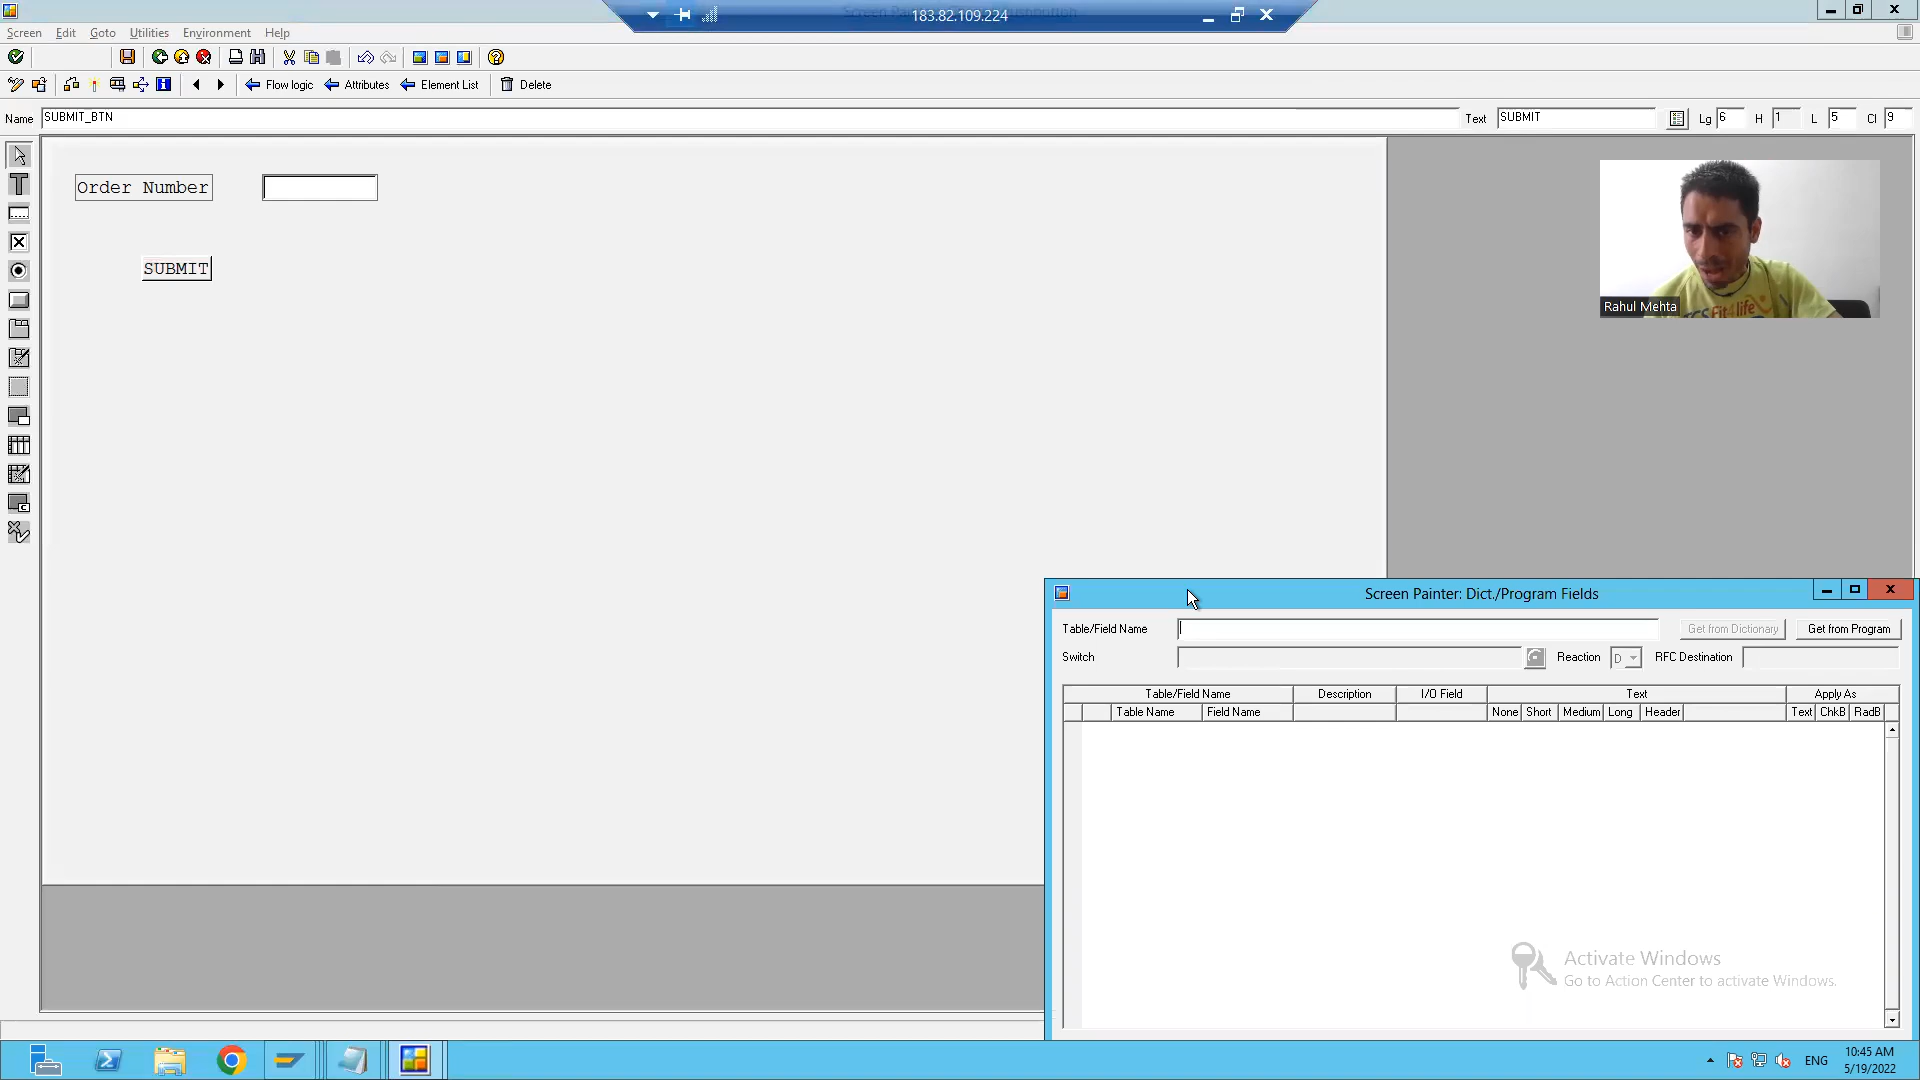 183.82.109.224
Screen Edit Goto Utilities Environment Help
Flow logic Attributes Element List Delete
Name SUBMIT_BTN Text SUBMIT Lg 6 H 1 L 5 Cl 9
Order Number
SUBMIT
Rahul Mehta
Screen Painter: Dict./Program Fields
Table/Field Name Get from Dictionary Get from Program
Switch Reaction D RFC Destination
Table/Field Name Description I/O Field Text Apply As
Table Name Field Name None Short Medium Long Header Text ChkB RadB
Activate Windows
Go to Action Center to activate Windows.
ENG 10:45 AM
5/19/2022